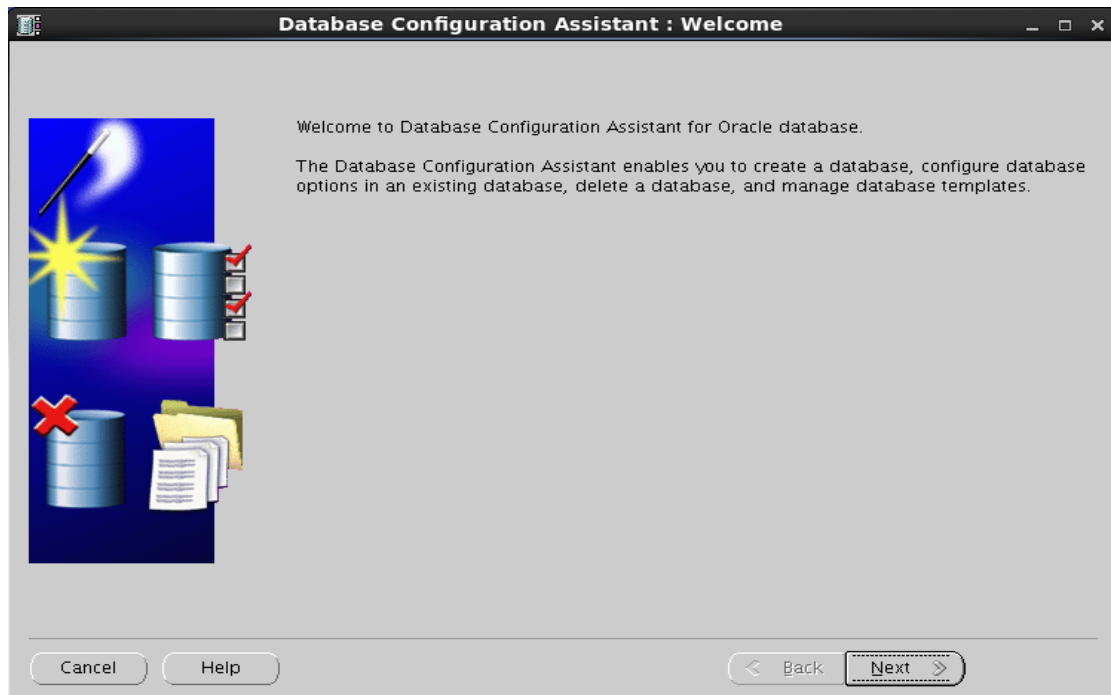 Database Configuration Assistant : Welcome
Welcome to Database Configuration Assistant for Oracle database.
The Database Configuration Assistant enables you to create a database, configure database
options in an existing database, delete a database, and manage database templates.
Cancel
Help
Back
Next